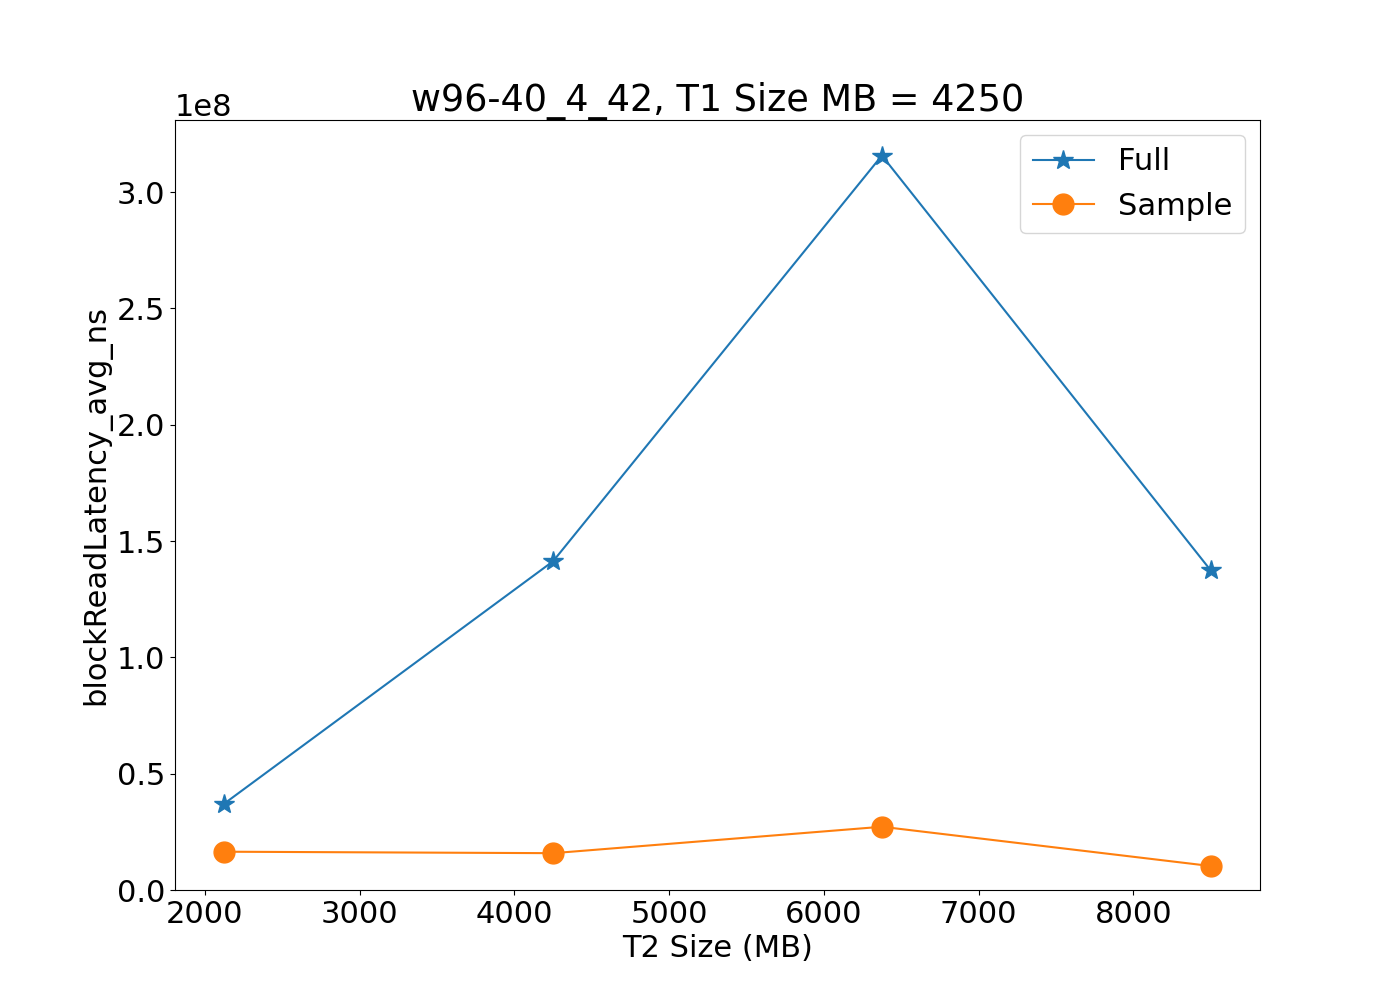 w96-40_4_42, T1 Size MB = 4250
1e8
Full
Sample
3.0
2.5
2.0
1.5
1.0
0.5
0.0
blockReadLatency_avg_ns
2000 3000 4000 5000 6000 7000 8000
T2 Size (MB)